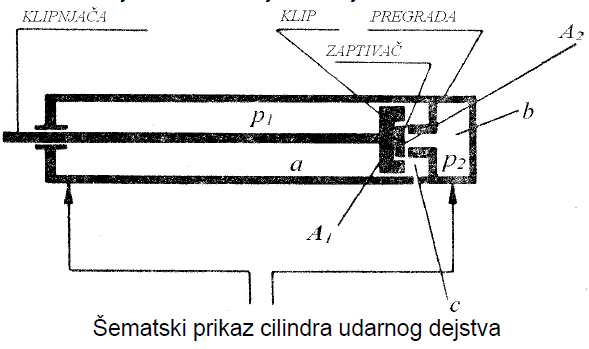 KLIPNJAČA
KLIP
PREGRADA
ZAPTIVAČ
A2
p1
b
a
p2
A1
c
Šematski prikaz cilindra udarnog dejstva